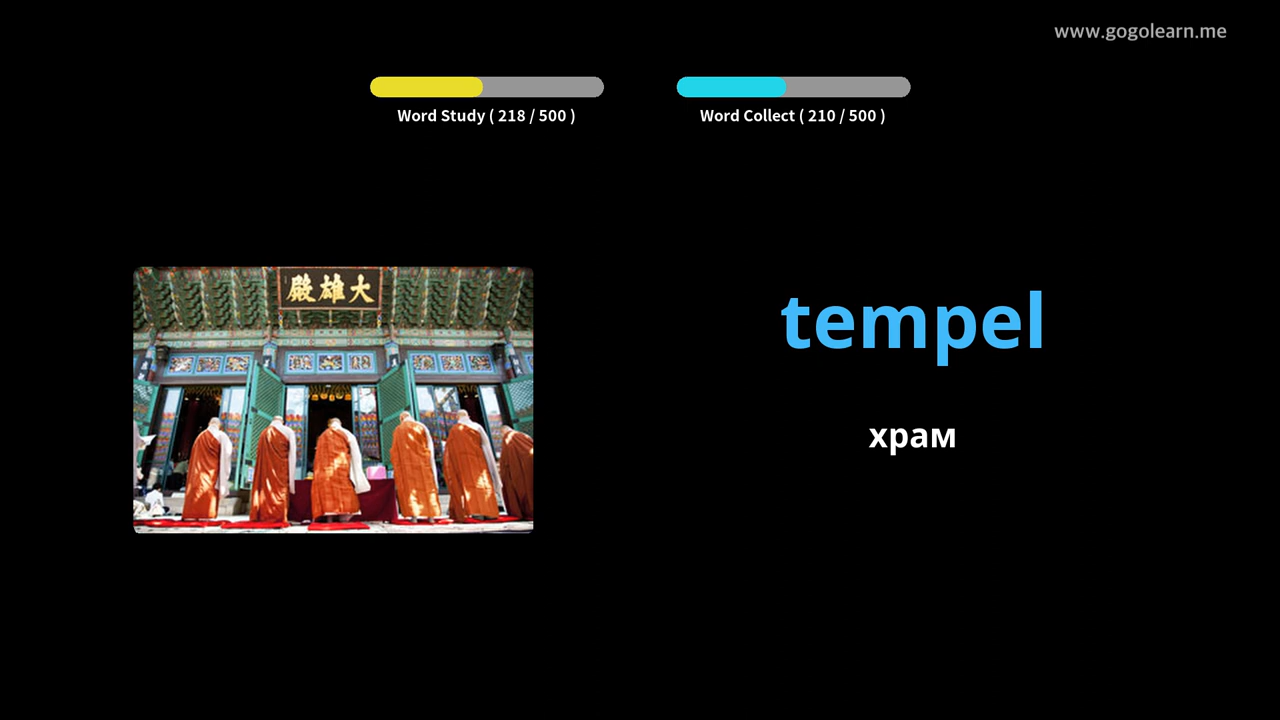 www.gogolearn.me
Word Study ( 218 / 500 )
Word Collect ( 210 / 500 )
殿雄大
tempel
храм